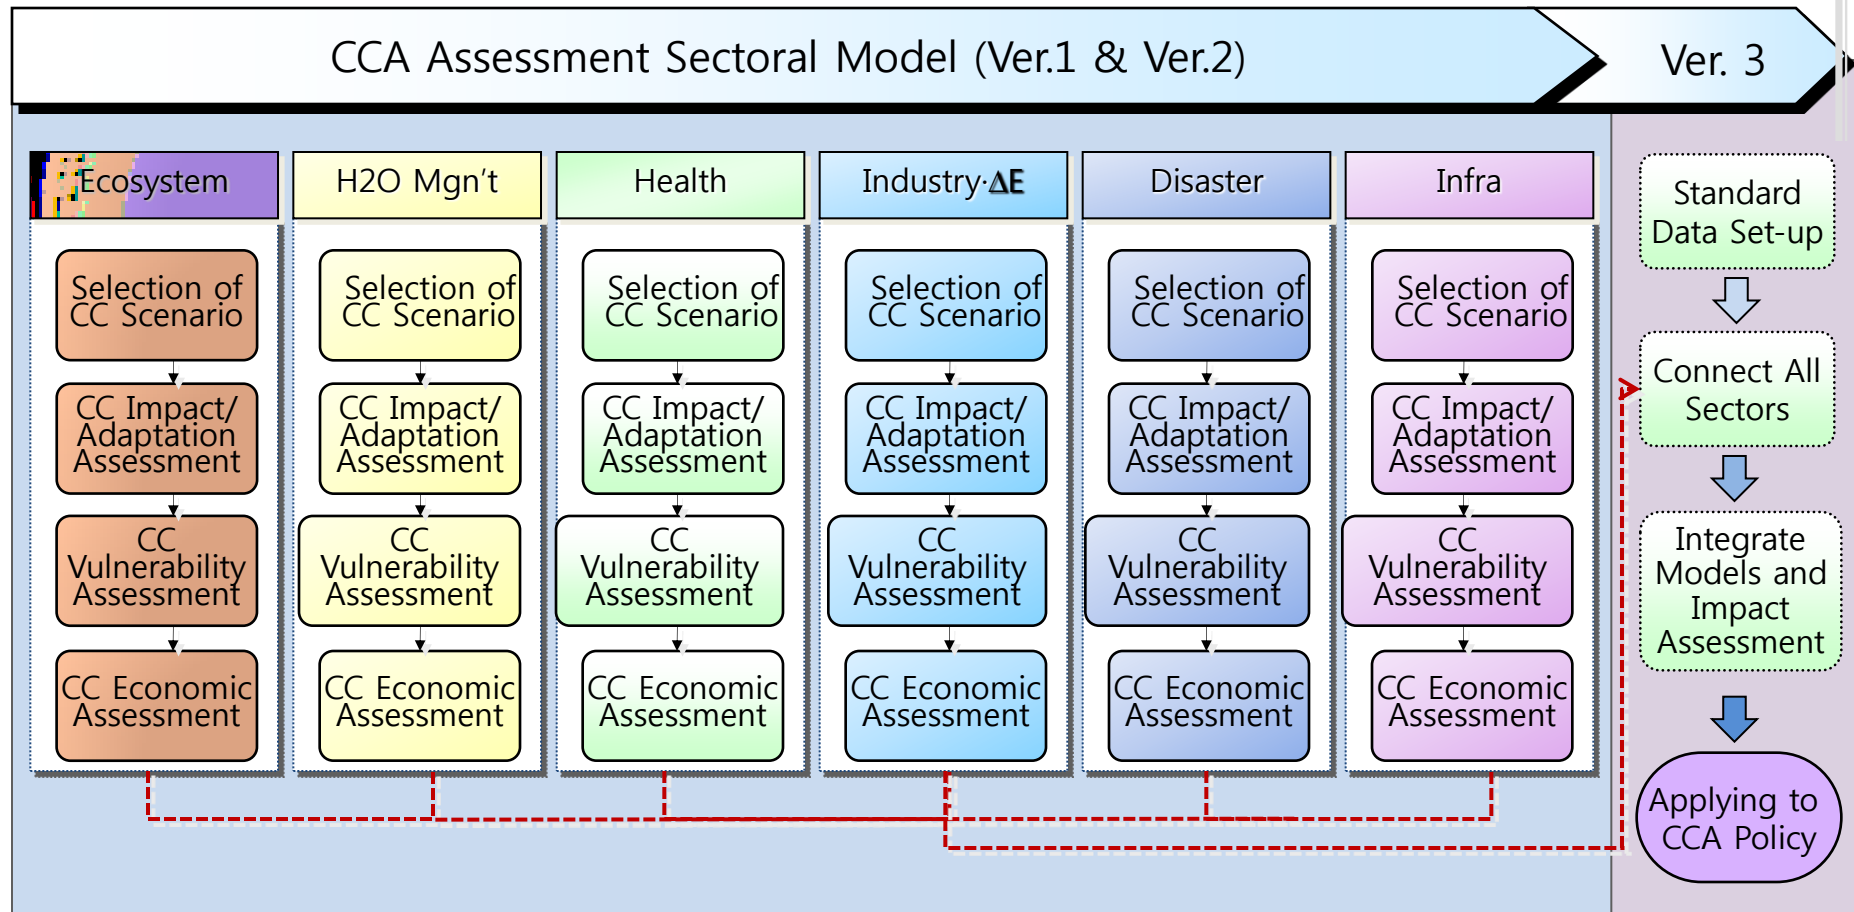 CCA Assessment Sectoral Model (Ver.1 & Ver.2)
Ver. 3
Ecosystem
Selection of
CC Scenario
CC Impact/
Adaptation
Assessment
CC
Vulnerability
Assessment
CC Economic
Assessment
H2O Mgn't
Selection of
CC Scenario
CC Impact/
Adaptation
Assessment
CC
Vulnerability
Assessment
CC Economic
Assessment
Health
Selection of
CC Scenario
CC Impact/
Adaptation
Assessment
CC
Vulnerability
Assessment
CC Economic
Assessment
Industry·ΔE
Selection of
CC Scenario
CC Impact/
Adaptation
Assessment
CC
Vulnerability
Assessment
CC Economic
Assessment
Disaster
Selection of
CC Scenario
CC Impact/
Adaptation
Assessment
CC
Vulnerability
Assessment
CC Economic
Assessment
Infra
Selection of
CC Scenario
CC Impact/
Adaptation
Assessment
CC
Vulnerability
Assessment
CC Economic
Assessment
Standard
Data Set-up
Connect All
Sectors
Integrate
Models and
Impact
Assessment
Applying to
CCA Policy